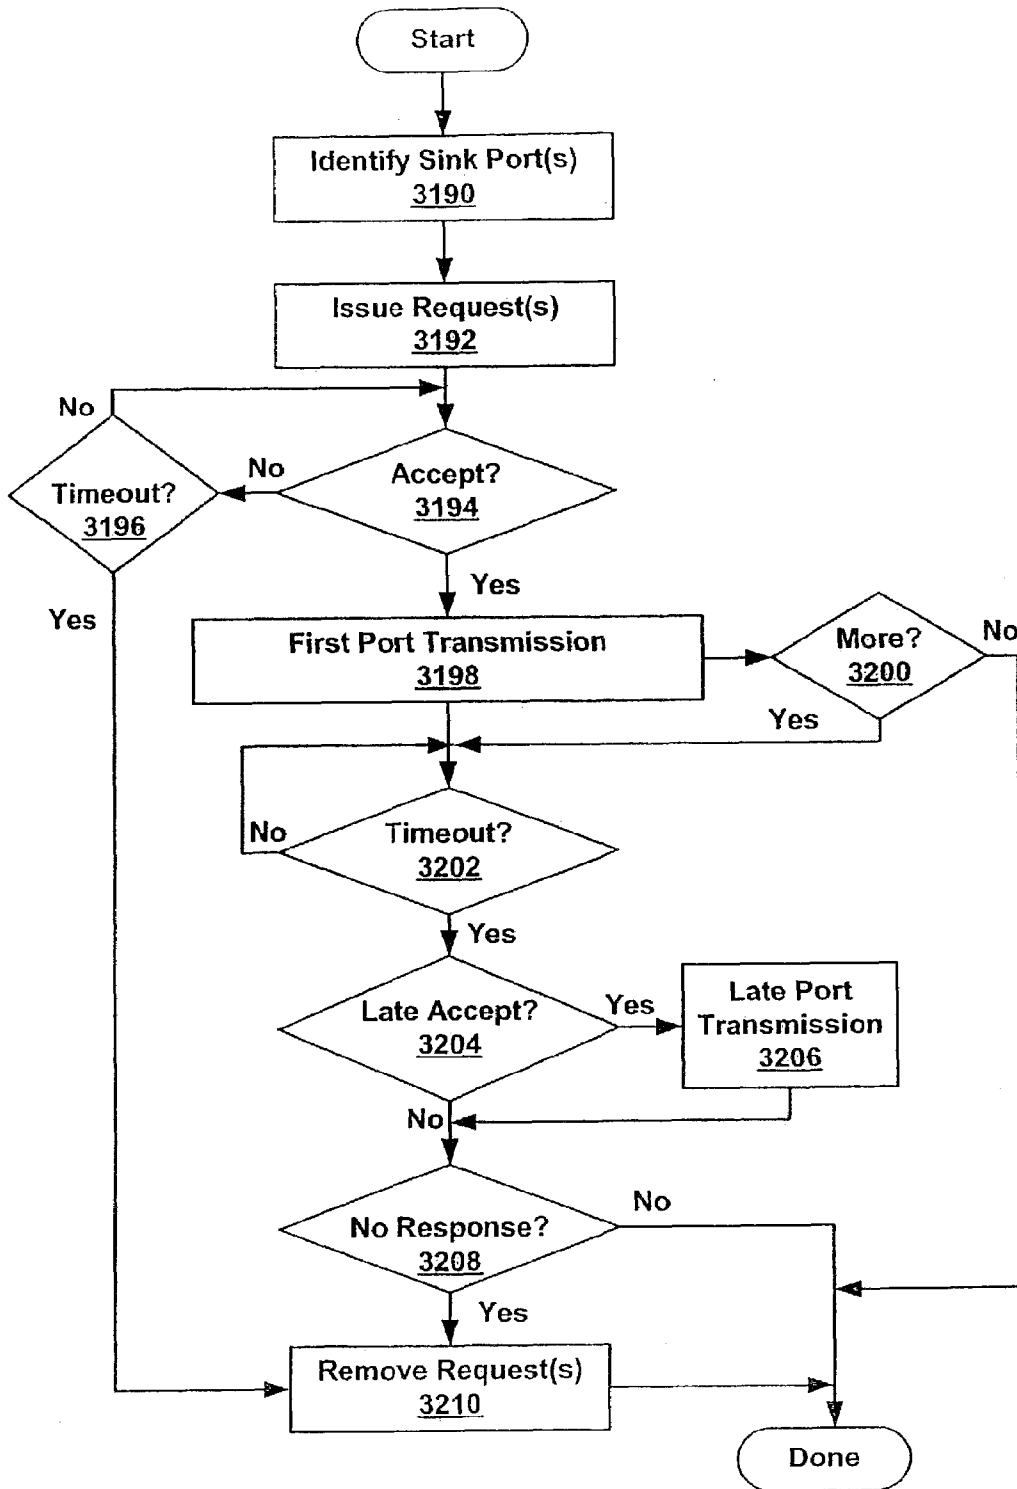 Start
Identify Sink Port(s)
3190
Issue Request(s)
3192
No
Timeout?
3196
No
Accept?
3194
Yes
Yes
First Port Transmission
3198
More?
3200
No
Yes
Timeout?
3202
No
Yes
Late Accept?
3204
Yes
Late Port
Transmission
3206
No
No Response?
3208
No
Yes
Remove Request(s)
3210
Done